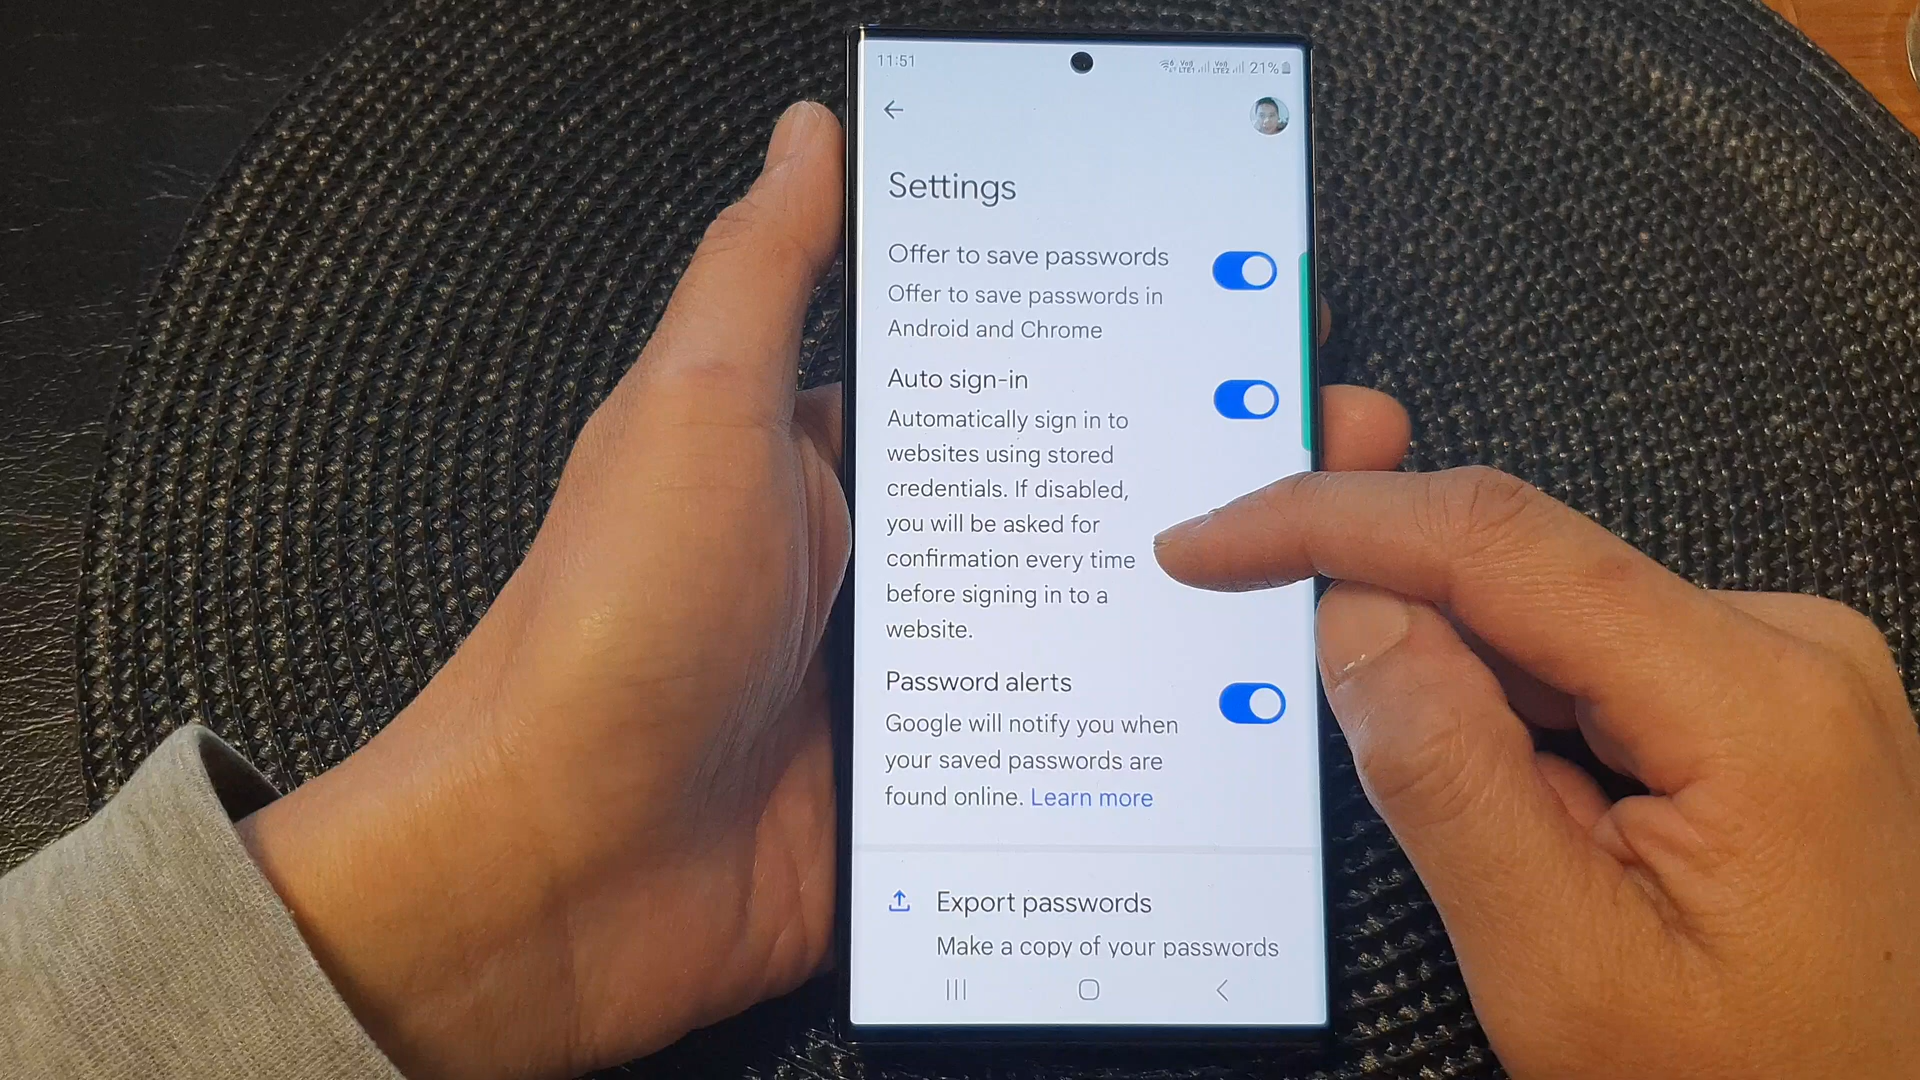 11:51
LTE1 LTE2 21%
Settings
Offer to save passwords
Offer to save passwords in
Android and Chrome
Auto sign-in
Automatically sign in to
websites using stored
credentials. If disabled,
you will be asked for
confirmation every time
before signing in to a
website.
Password alerts
Google will notify you when
your saved passwords are
found online. Learn more
Export passwords
Make a copy of your passwords